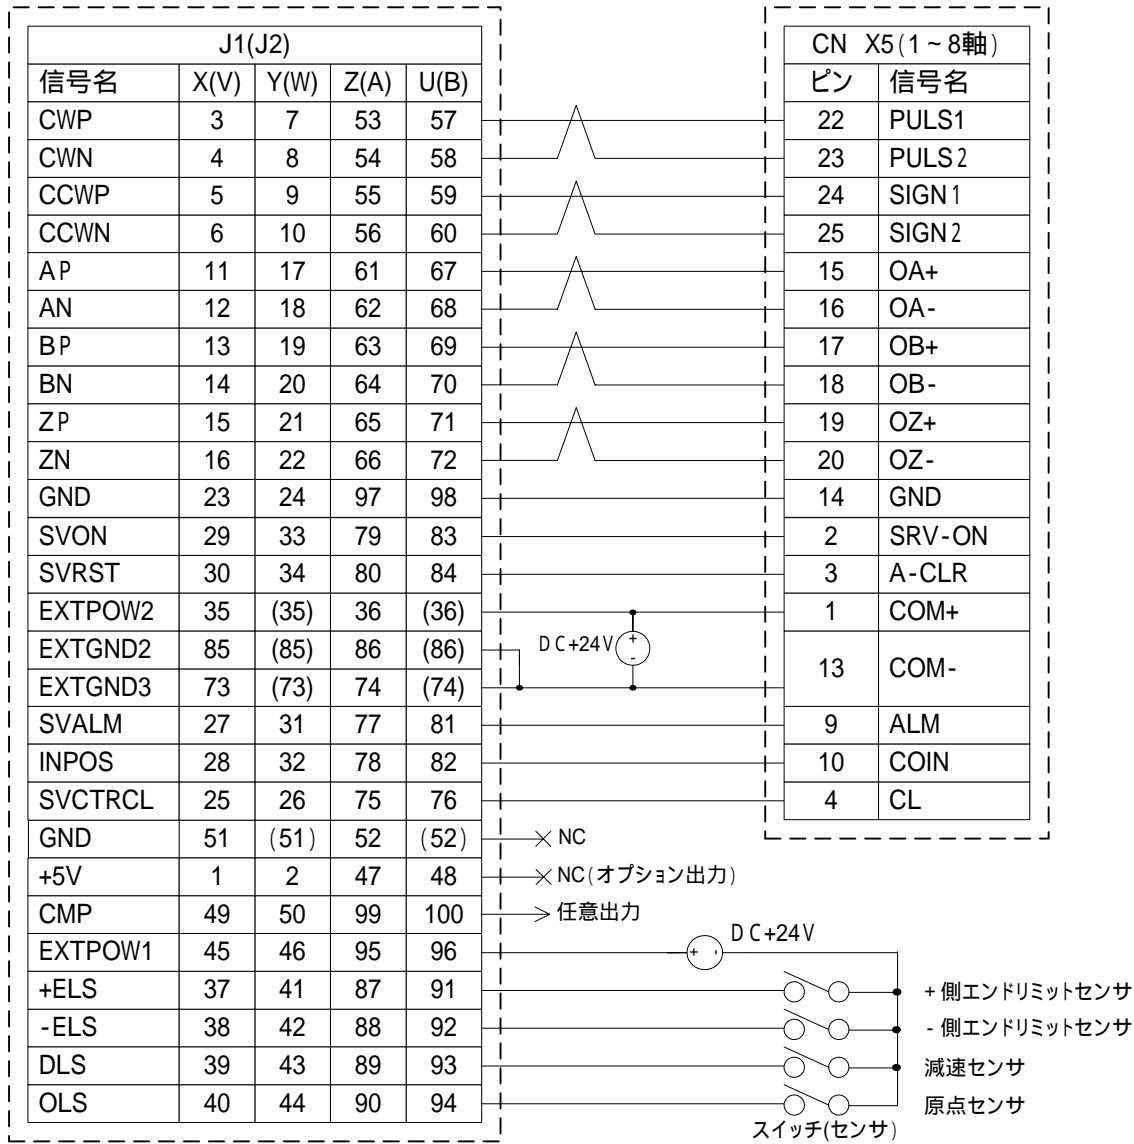 J1(J2)
信号名 X(V) Y(W) Z(A) U(B)
CWP 3 7 53 57
CWN 4 8 54 58
CCWP 5 9 55 59
CCWN 6 10 56 60
AP 11 17 61 67
AN 12 18 62 68
BP 13 19 63 69
BN 14 20 64 70
ZP 15 21 65 71
ZN 16 22 66 72
GND 23 24 97 98
SVON 29 33 79 83
SVRST 30 34 80 84
EXTPOW2 35 (35) 36 (36)
EXTGND2 85 (85) 86 (86)
EXTGND3 73 (73) 74 (74)
SVALM 27 31 77 81
INPOS 28 32 78 82
SVCTRCL 25 26 75 76
GND 51 (51) 52 (52)
+5V 1 2 47 48
CMP 49 50 99 100
EXTPOW1 45 46 95 96
+ELS 37 41 87 91
-ELS 38 42 88 92
DLS 39 43 89 93
OLS 40 44 90 94
DC+24V
+
-
NC
NC(オプション出力)
任意出力
CN X5(1~8軸)
ピン 信号名
22 PULS1
23 PULS2
24 SIGN1
25 SIGN2
15 OA+
16 OA-
17 OB+
18 OB-
19 OZ+
20 OZ-
14 GND
2 SRV-ON
3 A-CLR
1 COM+
13 COM-
9 ALM
10 COIN
4 CL
DC+24V
+ -
+側エンドリミットセンサ
-側エンドリミットセンサ
減速センサ
原点センサ
スイッチ(センサ)